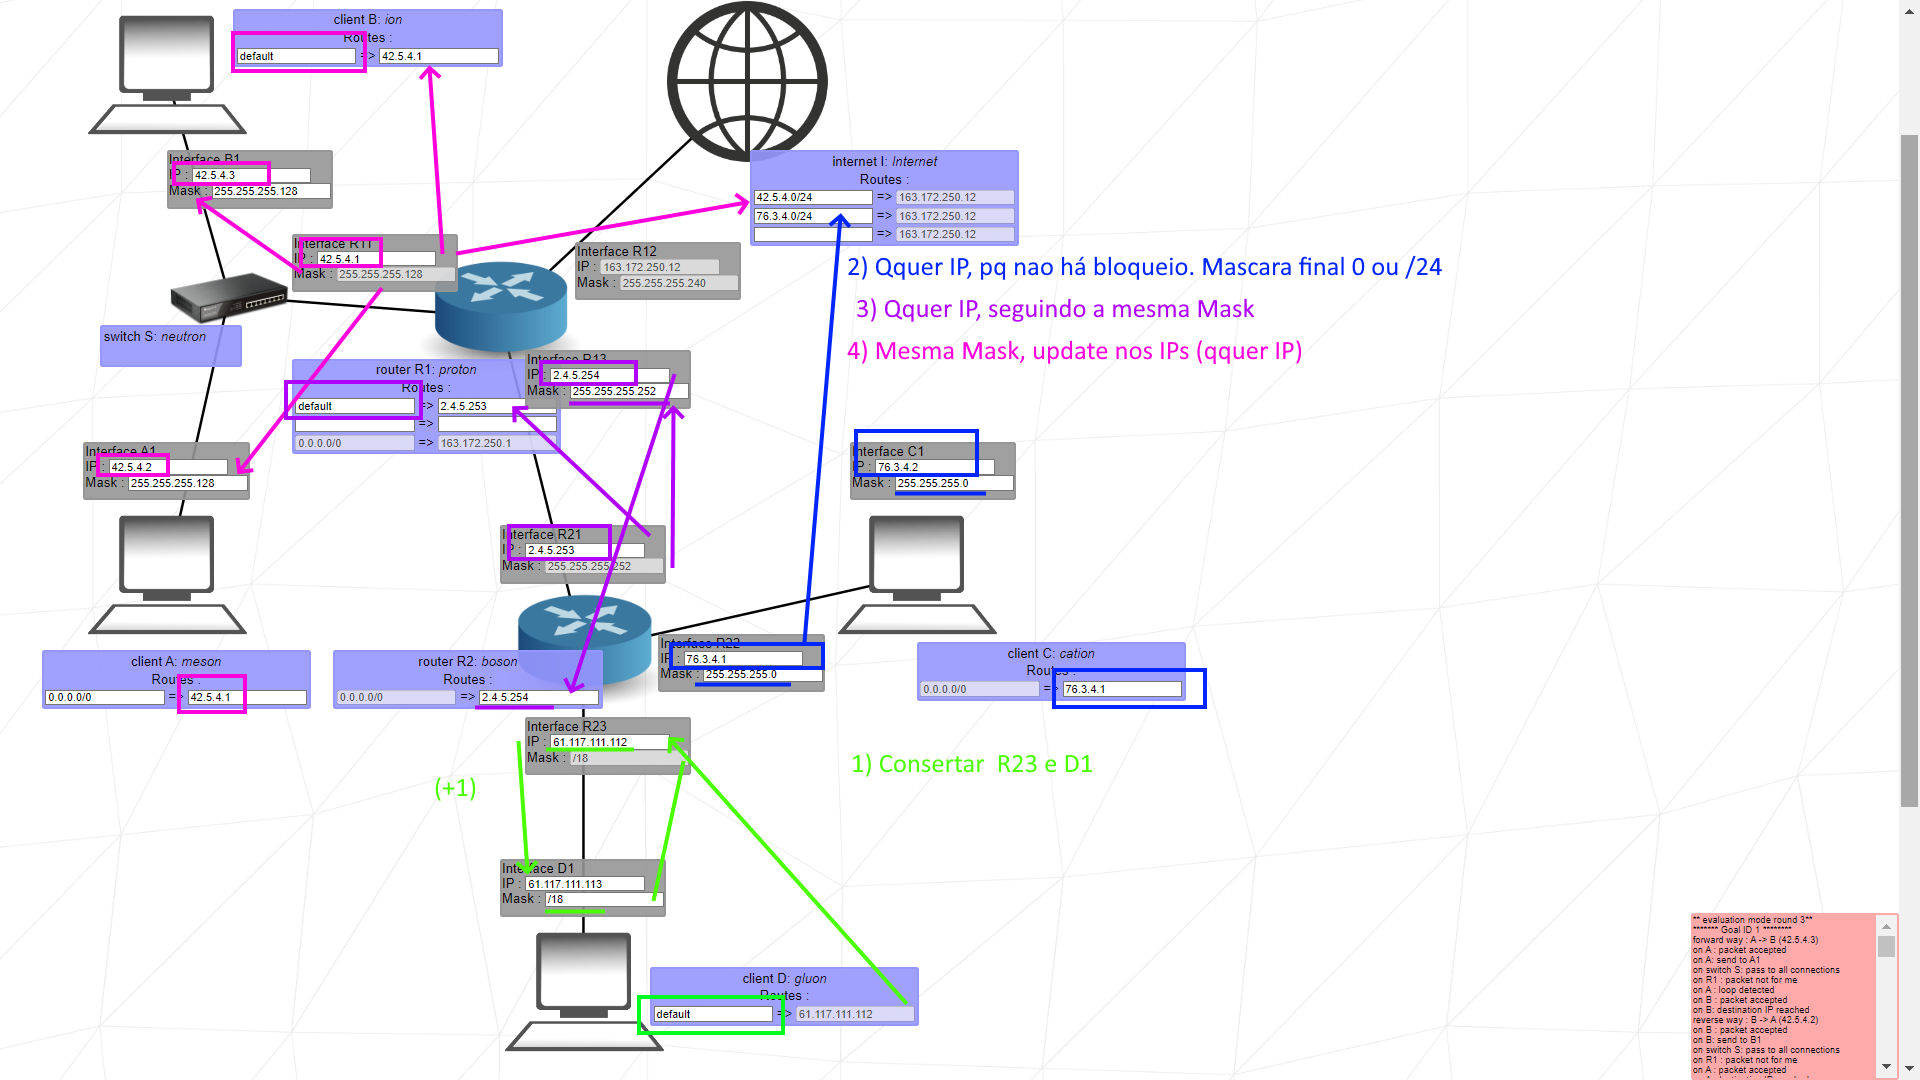 client B: ion
Routes :
default => 42.5.4.1
Interface B1
IP : 42.5.4.3
Mask : 255.255.255.128
internet I: Internet
Routes :
42.5.4.0/24 => 163.172.250.12
76.3.4.0/24 => 163.172.250.12
=> 163.172.250.12
Interface R11
IP : 42.5.4.1
Mask : 255.255.255.128
Interface R12
IP : 163.172.250.12
Mask : 255.255.255.240
2) Qquer IP, pq nao há bloqueio. Mascara final 0 ou /24
3) Qquer IP, seguindo a mesma Mask
4) Mesma Mask, update nos IPs (qquer IP)
switch S: neutron
router R1: proton
Routes :
default => 2.4.5.253
=>
0.0.0.0/0 => 163.172.250.1
Interface R13
IP : 2.4.5.254
Mask : 255.255.255.252
Interface A1
IP : 42.5.4.2
Mask : 255.255.255.128
Interface C1
IP : 76.3.4.2
Mask : 255.255.255.0
Interface R21
IP : 2.4.5.253
Mask : 255.255.255.252
client A: meson
Routes :
0.0.0.0/0 => 42.5.4.1
router R2: boson
Routes :
0.0.0.0/0 => 2.4.5.254
Interface R22
IP : 76.3.4.1
Mask : 255.255.255.0
client C: cation
Routes :
0.0.0.0/0 => 76.3.4.1
Interface R23
IP : 61.117.111.112
Mask : /18
1) Consertar R23 e D1
(+1)
Interface D1
IP : 61.117.111.113
Mask : /18
client D: gluon
Routes :
default => 61.117.111.112
** evaluation mode round 3**
******* Goal ID 1 ********
forward way : A -> B (42.5.4.3)
on A : packet accepted
on A: send to A1
on switch S: pass to all connections
on R1 : packet not for me
on A : loop detected
on B : packet accepted
on B: destination IP reached
reverse way : B -> A (42.5.4.2)
on B : packet accepted
on B: send to B1
on switch S: pass to all connections
on R1 : packet not for me
on A : packet accepted